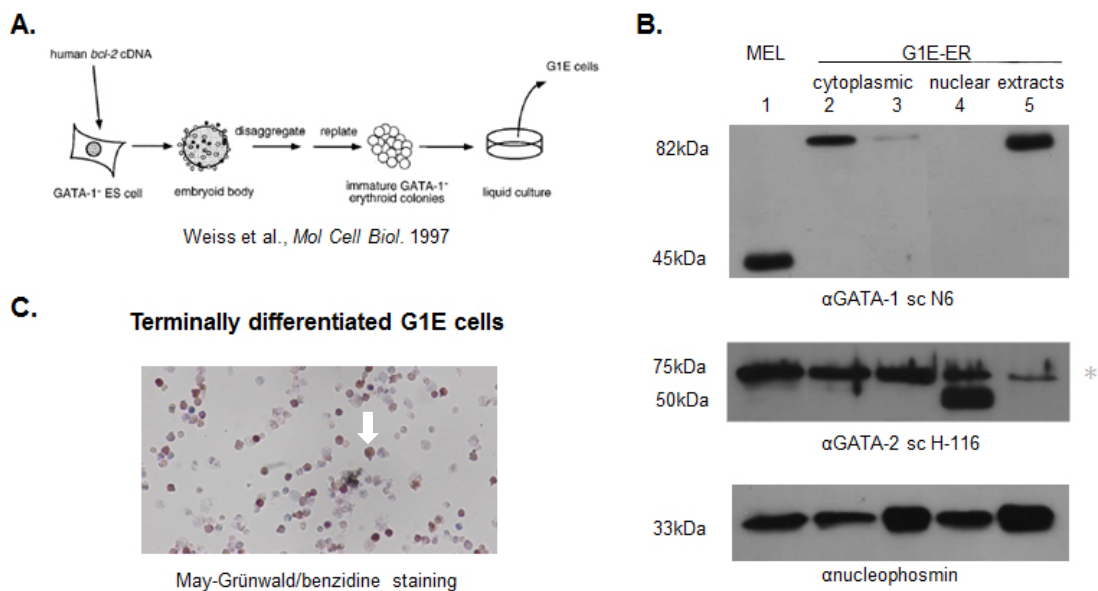 A.
human bcl-2 cDNA
G1E cells
disaggregate
replate
GATA-1⁻ ES cell
embryoid body
immature GATA-1⁻
erythroid colonies
liquid culture
Weiss et al., Mol Cell Biol. 1997
B.
MEL
G1E-ER
cytoplasmic nuclear extracts
1 2 3 4 5
82kDa
45kDa
αGATA-1 sc N6
75kDa
*
50kDa
αGATA-2 sc H-116
33kDa
αnucleophosmin
C.
Terminally differentiated G1E cells
May-Grünwald/benzidine staining